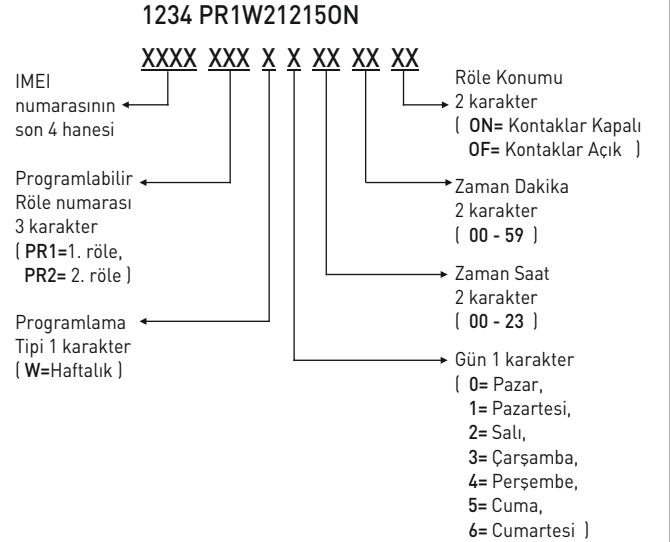 1234 PR1W21215ON
XXXX XXX X X XX XX XX
IMEI
numarasının
son 4 hanesi
Programlabilir
Röle numarası
3 karakter
( PR1=1. röle,
PR2= 2. röle )
Programlama
Tipi 1 karakter
( W=Haftalık )
Röle Konumu
2 karakter
( ON= Kontaklar Kapalı
OF= Kontaklar Açık )
Zaman Dakika
2 karakter
( 00 - 59 )
Zaman Saat
2 karakter
( 00 - 23 )
Gün 1 karakter
( 0= Pazar,
1= Pazartesi,
2= Salı,
3= Çarşamba,
4= Perşembe,
5= Cuma,
6= Cumartesi )